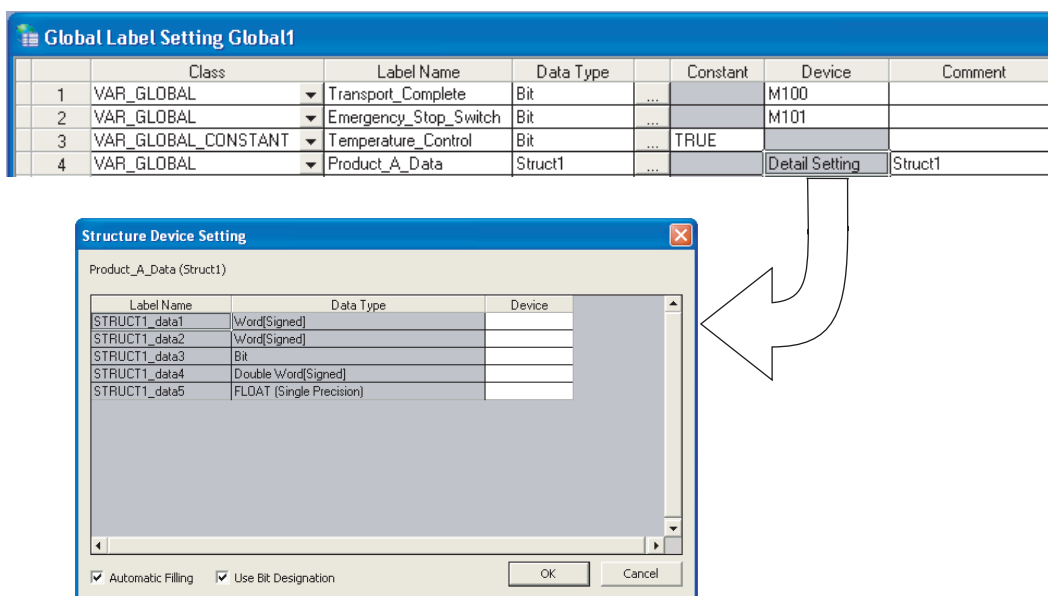 Global Label Setting Global1
Class Label Name Data Type Constant Device Comment
1 VAR_GLOBAL Transport_Complete Bit ... M100
2 VAR_GLOBAL Emergency_Stop_Switch Bit ... M101
3 VAR_GLOBAL_CONSTANT Temperature_Control Bit ... TRUE
4 VAR_GLOBAL Product_A_Data Struct1 ... Detail Setting Struct1
Structure Device Setting
Product_A_Data (Struct1)
Label Name Data Type Device
STRUCT1_data1 Word[Signed]
STRUCT1_data2 Word[Signed]
STRUCT1_data3 Bit
STRUCT1_data4 Double Word[Signed]
STRUCT1_data5 FLOAT (Single Precision)
Automatic Filling Use Bit Designation OK Cancel